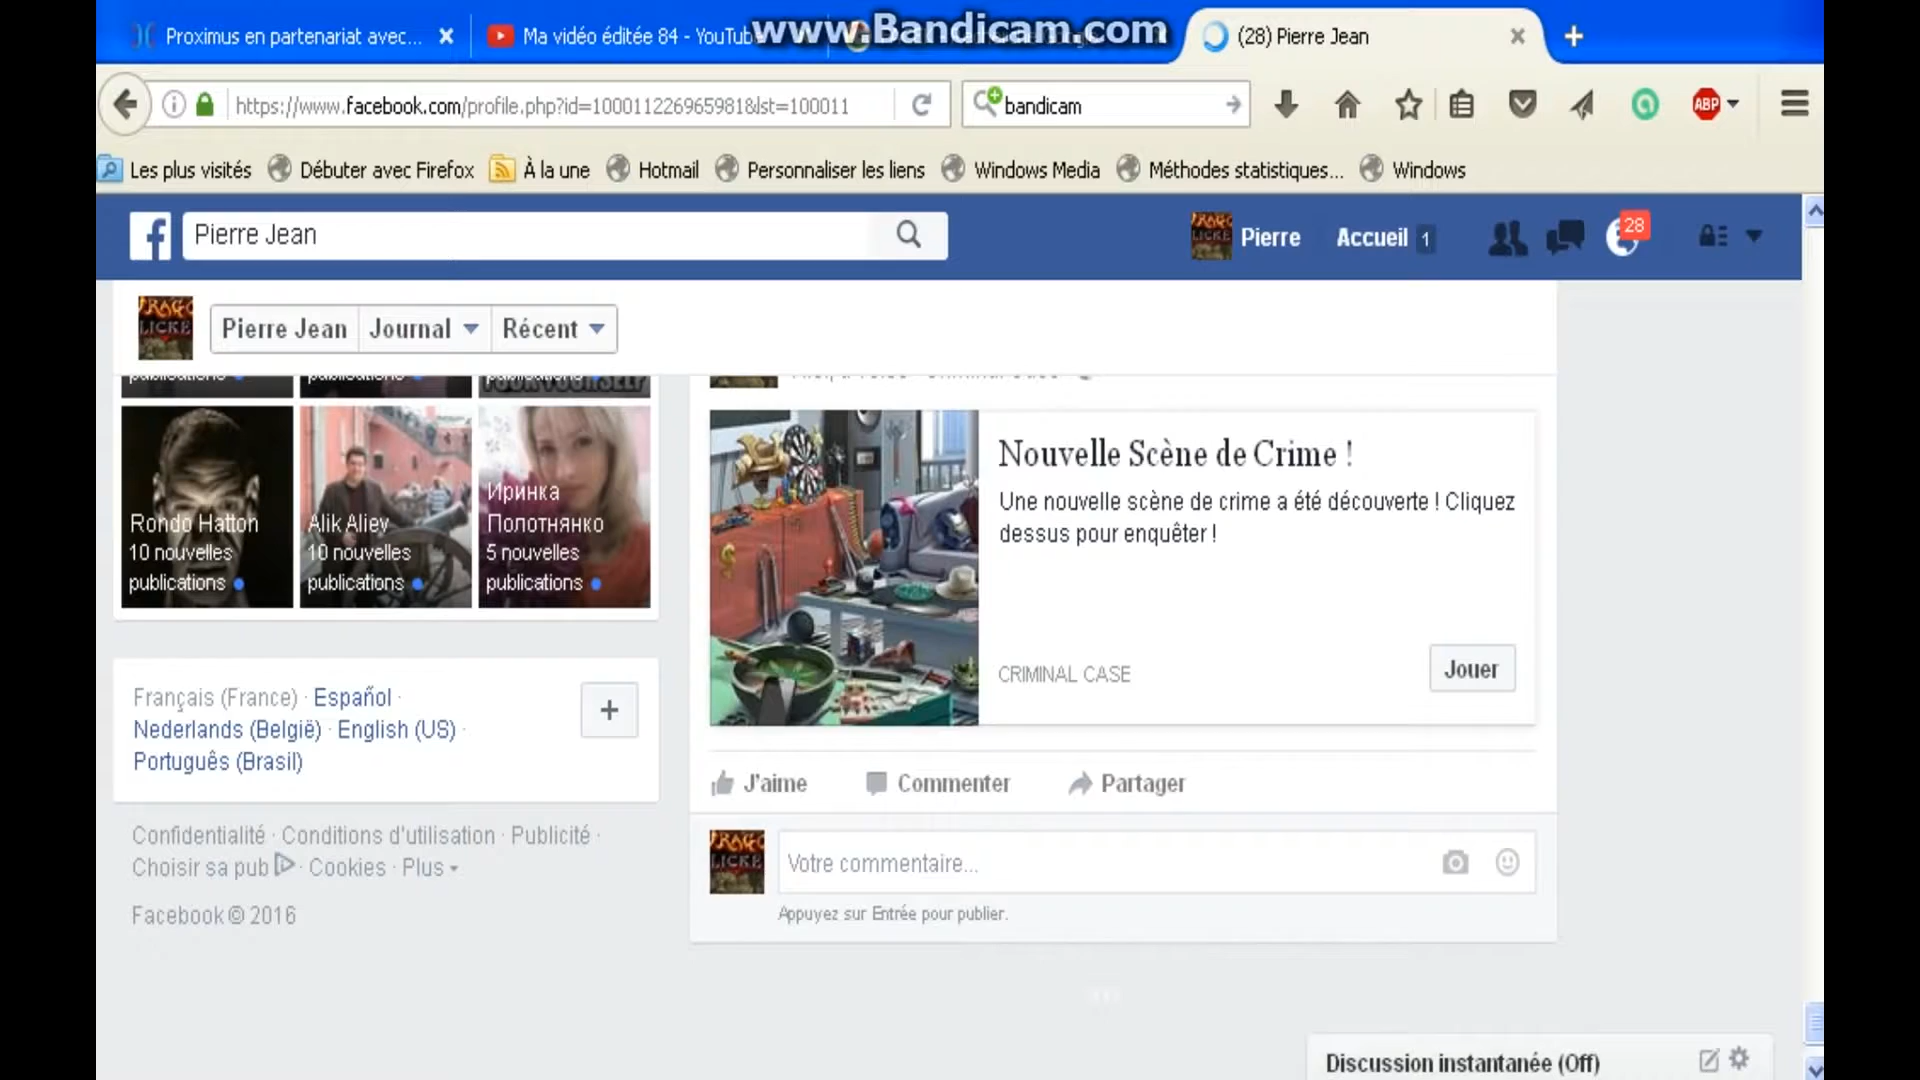 Proximus en partenariat avec...
Ma vidéo éditée 84 - YouTube
www.Bandicam.com
(28) Pierre Jean
https://www.facebook.com/profile.php?id=100011226965981&lst=100011
bandicam
ABP
Les plus visités
Débuter avec Firefox
À la une
Hotmail
Personnaliser les liens
Windows Media
Méthodes statistiques...
Windows
Pierre Jean
Pierre
Accueil 1
28
Pierre Jean
Journal
Récent
publications
publications
publications
Rondo Hatton
10 nouvelles
publications
Alik Aliev
10 nouvelles
publications
Иринка
Полотнянко
5 nouvelles
publications
Nouvelle Scène de Crime !
Une nouvelle scène de crime a été découverte ! Cliquez
dessus pour enquêter !
CRIMINAL CASE
Jouer
J'aime
Commenter
Partager
Votre commentaire...
Appuyez sur Entrée pour publier.
Français (France) · Español ·
Nederlands (België) · English (US) ·
Português (Brasil)
Confidentialité · Conditions d'utilisation · Publicité ·
Choisir sa pub · Cookies · Plus
Facebook © 2016
Discussion instantanée (Off)